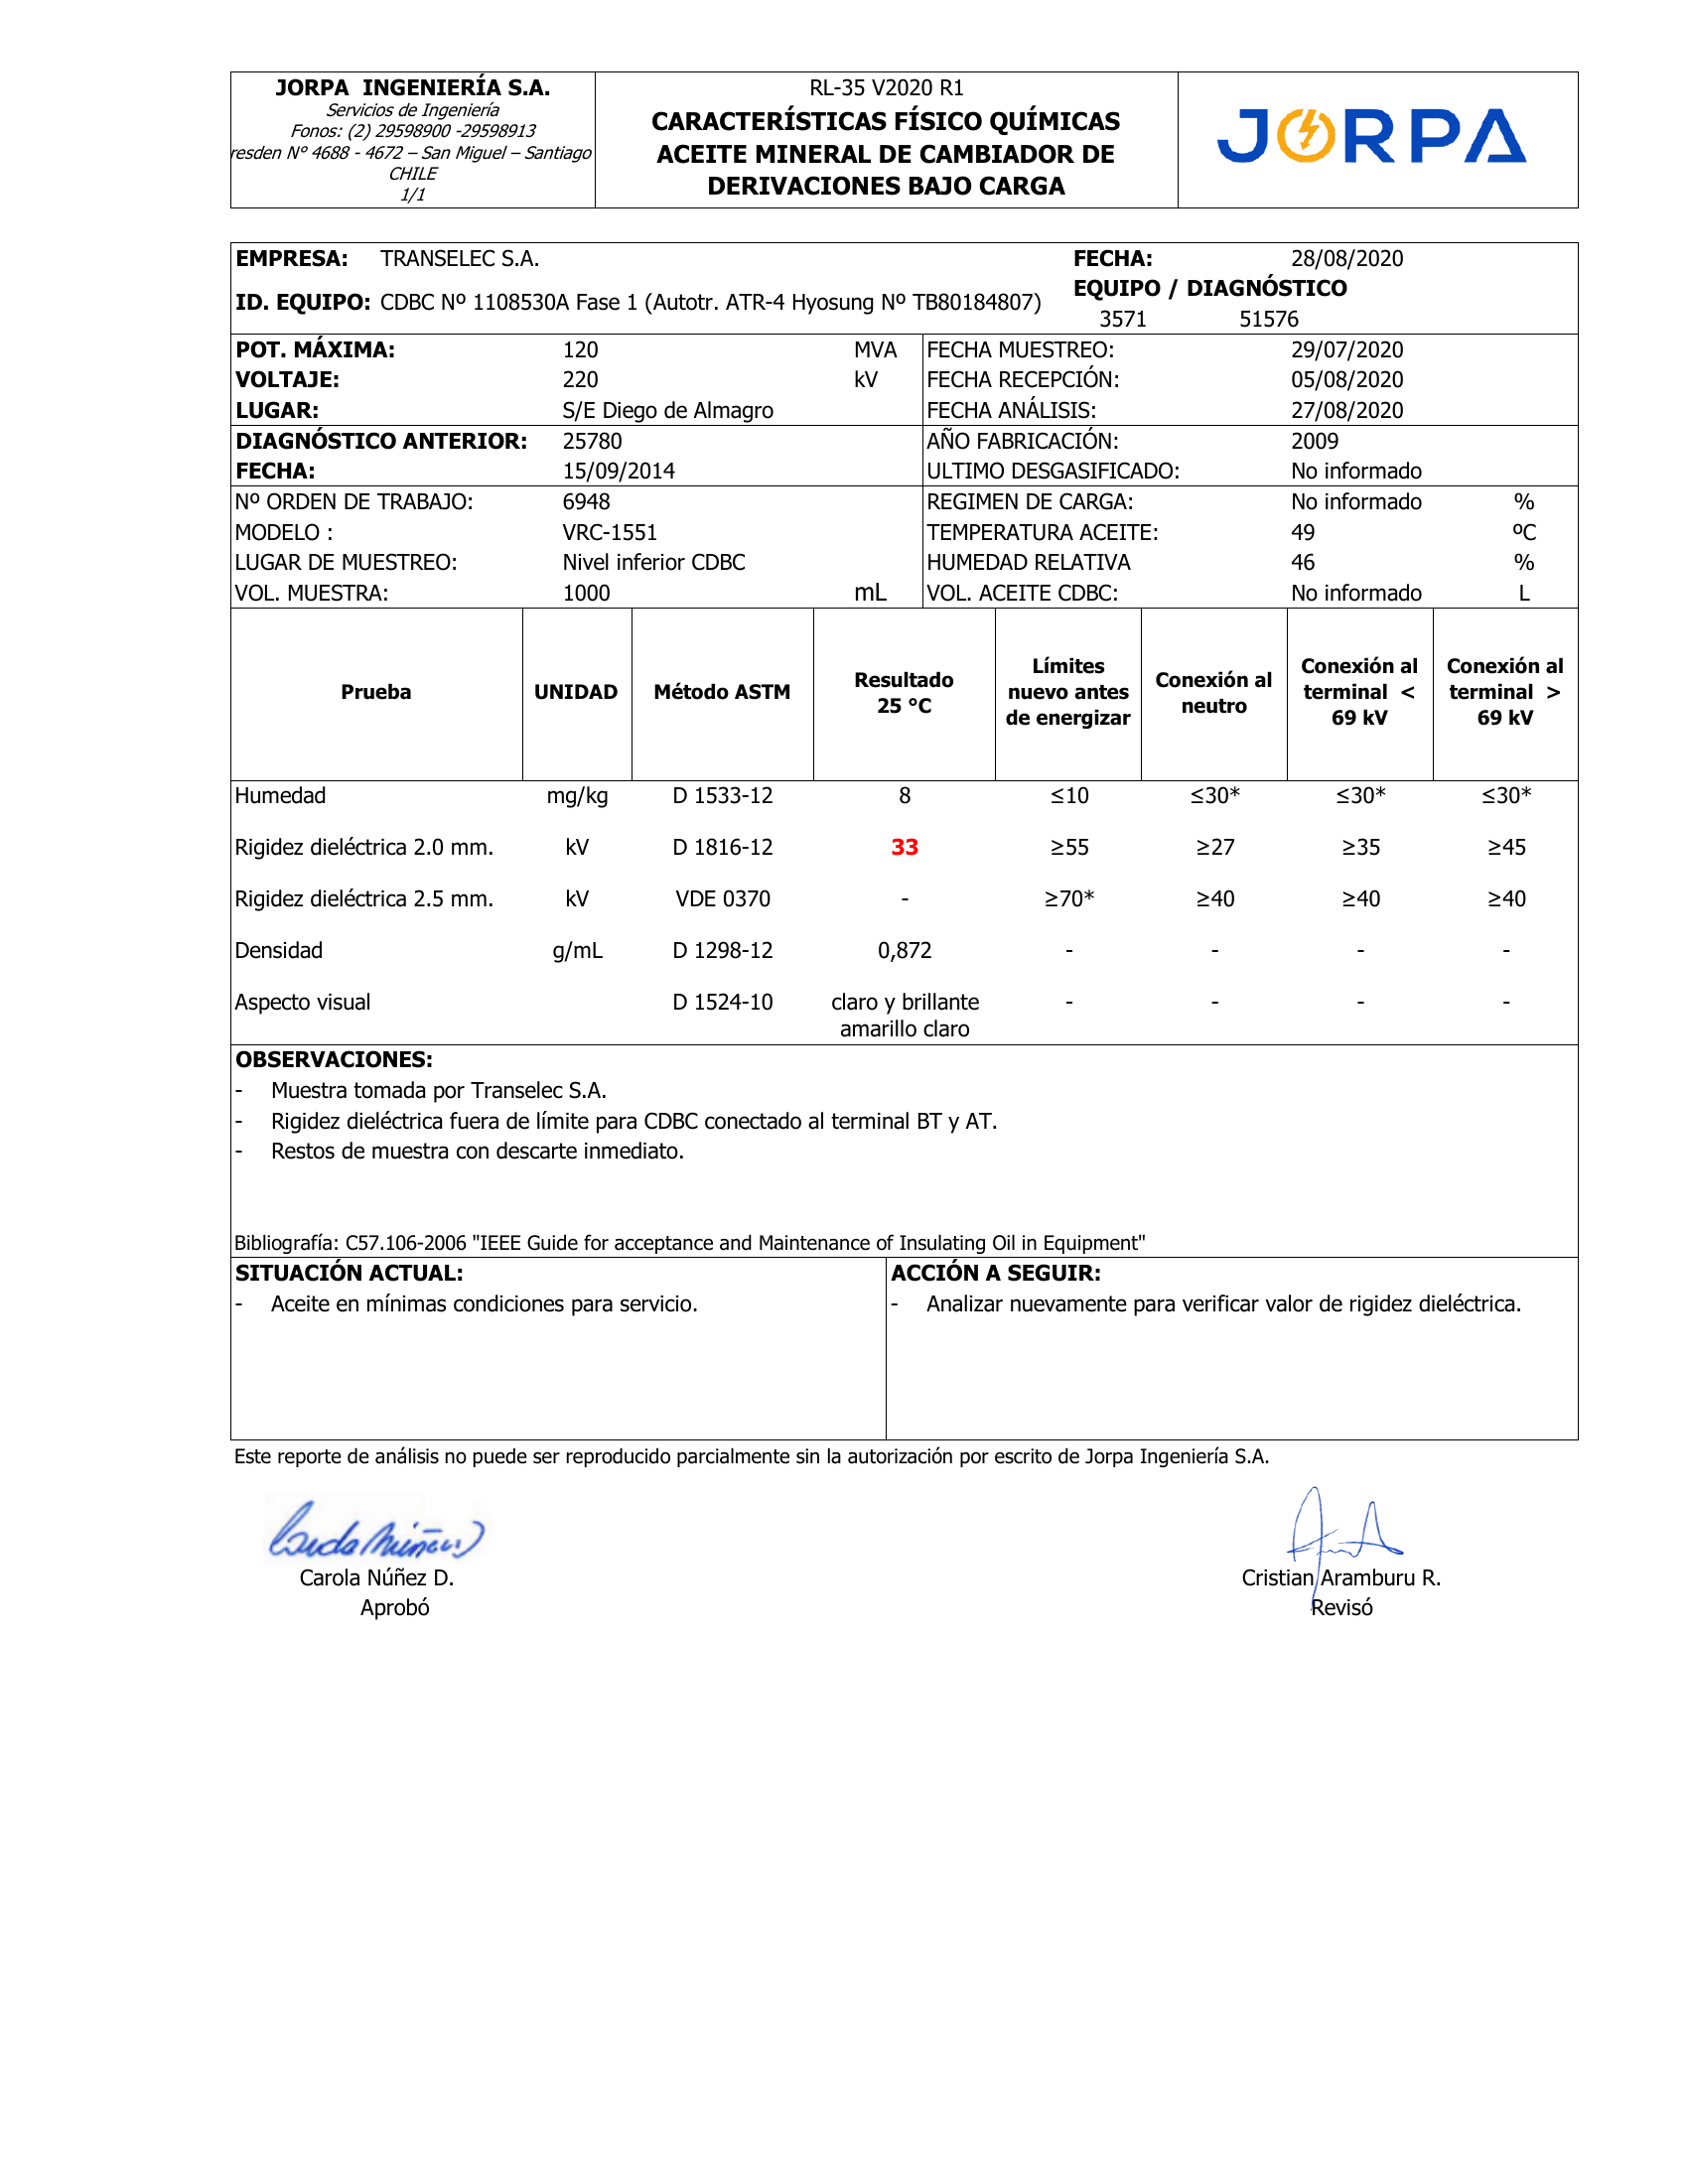 JORPA INGENIERÍA S.A.
Servicios de Ingeniería
Fonos: (2) 29598900 -29598913
resden N° 4688 - 4672 – San Miguel – Santiago
CHILE
1/1
RL-35 V2020 R1
CARACTERÍSTICAS FÍSICO QUÍMICAS
ACEITE MINERAL DE CAMBIADOR DE
DERIVACIONES BAJO CARGA
JORPA
EMPRESA: TRANSELEC S.A. FECHA: 28/08/2020
ID. EQUIPO: CDBC Nº 1108530A Fase 1 (Autotr. ATR-4 Hyosung Nº TB80184807) EQUIPO / DIAGNÓSTICO
3571 51576
POT. MÁXIMA: 120 MVA FECHA MUESTREO: 29/07/2020
VOLTAJE: 220 kV FECHA RECEPCIÓN: 05/08/2020
LUGAR: S/E Diego de Almagro FECHA ANÁLISIS: 27/08/2020
DIAGNÓSTICO ANTERIOR: 25780 AÑO FABRICACIÓN: 2009
FECHA: 15/09/2014 ULTIMO DESGASIFICADO: No informado
Nº ORDEN DE TRABAJO: 6948 REGIMEN DE CARGA: No informado %
MODELO : VRC-1551 TEMPERATURA ACEITE: 49 ºC
LUGAR DE MUESTREO: Nivel inferior CDBC HUMEDAD RELATIVA 46 %
VOL. MUESTRA: 1000 mL VOL. ACEITE CDBC: No informado L
Prueba UNIDAD Método ASTM Resultado 25 °C Límites nuevo antes de energizar Conexión al neutro Conexión al terminal < 69 kV Conexión al terminal > 69 kV
Humedad mg/kg D 1533-12 8 ≤10 ≤30* ≤30* ≤30*
Rigidez dieléctrica 2.0 mm. kV D 1816-12 33 ≥55 ≥27 ≥35 ≥45
Rigidez dieléctrica 2.5 mm. kV VDE 0370 - ≥70* ≥40 ≥40 ≥40
Densidad g/mL D 1298-12 0,872 - - - -
Aspecto visual D 1524-10 claro y brillante - - - -
amarillo claro
OBSERVACIONES:
- Muestra tomada por Transelec S.A.
- Rigidez dieléctrica fuera de límite para CDBC conectado al terminal BT y AT.
- Restos de muestra con descarte inmediato.
Bibliografía: C57.106-2006 "IEEE Guide for acceptance and Maintenance of Insulating Oil in Equipment"
SITUACIÓN ACTUAL:
- Aceite en mínimas condiciones para servicio.
ACCIÓN A SEGUIR:
- Analizar nuevamente para verificar valor de rigidez dieléctrica.
Este reporte de análisis no puede ser reproducido parcialmente sin la autorización por escrito de Jorpa Ingeniería S.A.
Carola Núñez D.
Aprobó
Cristian Aramburu R.
Revisó